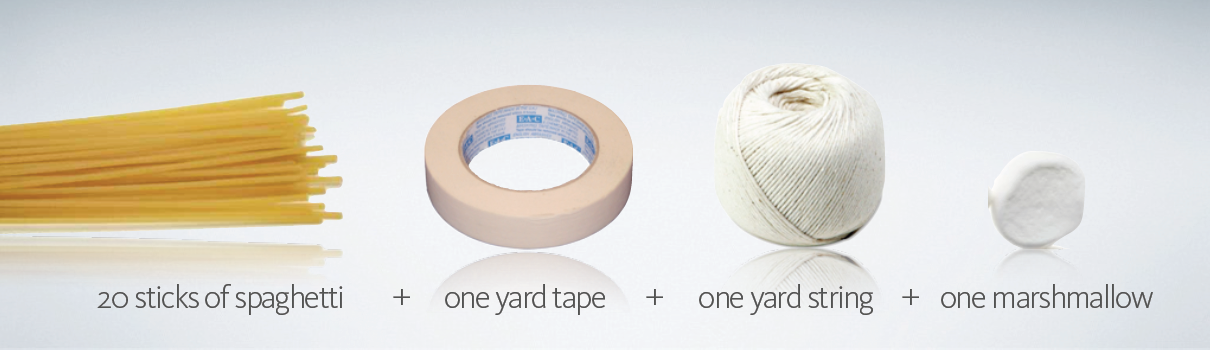 E·A·C
20 sticks of spaghetti + one yard tape + one yard string + one marshmallow